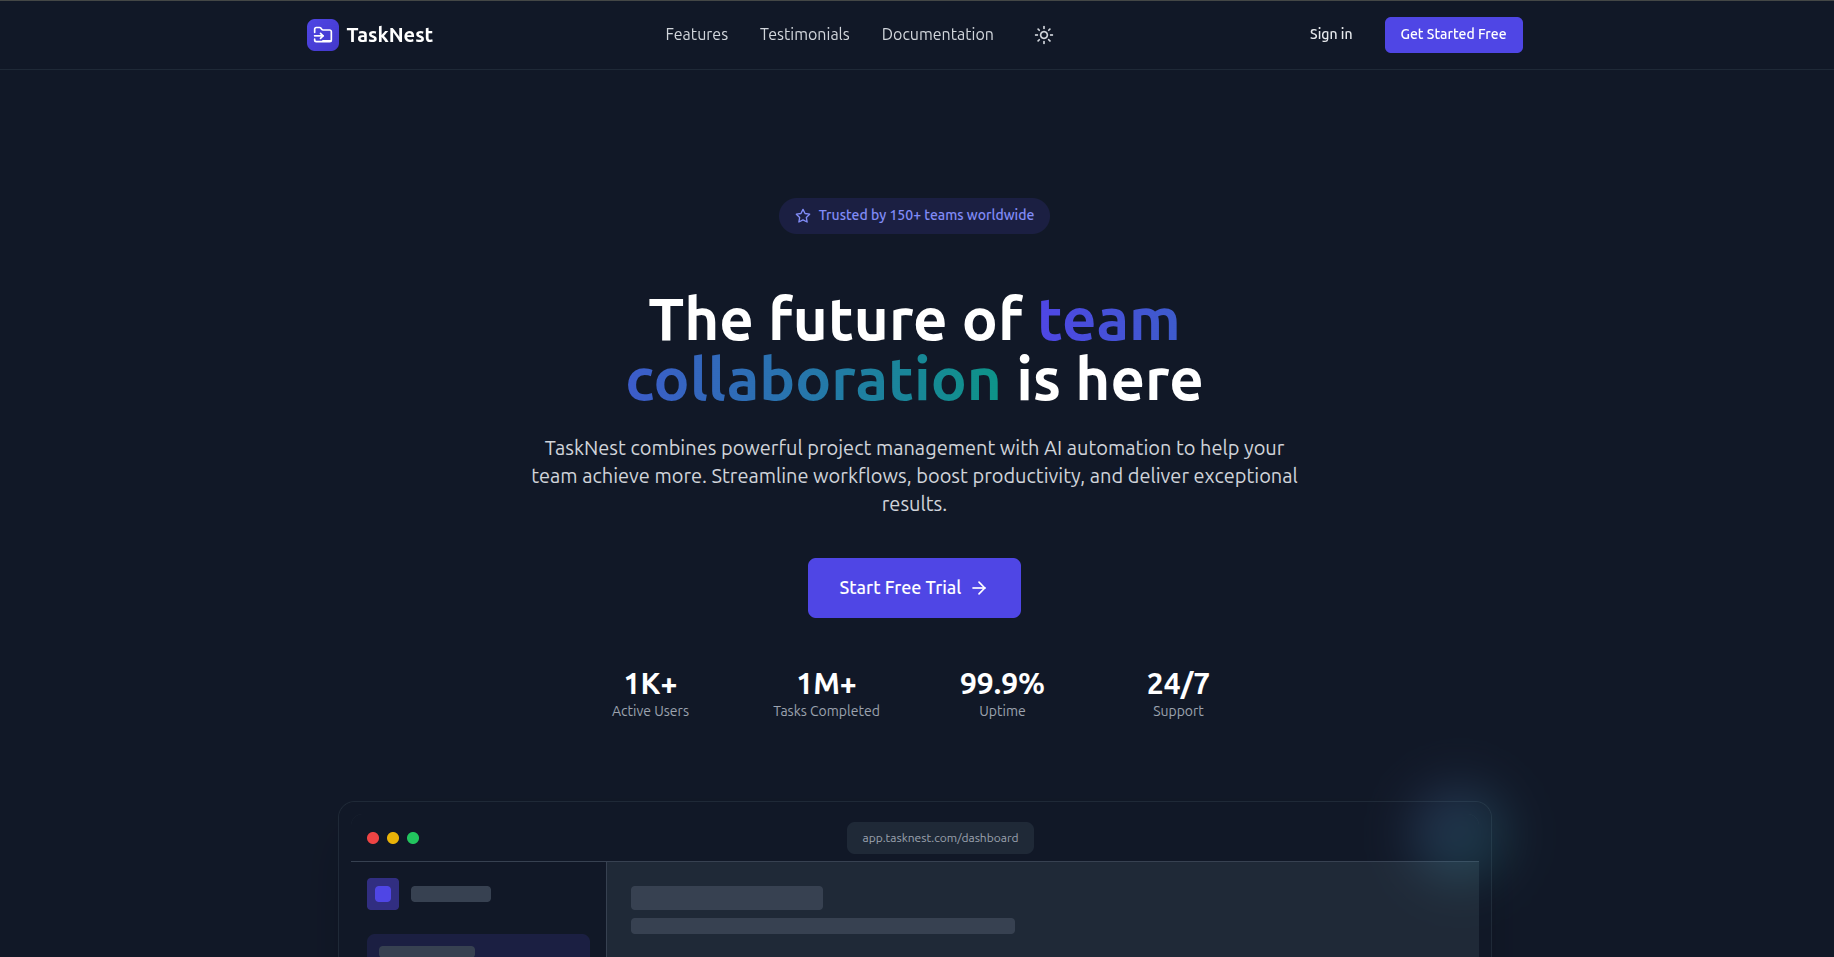 TaskNest
Features
Testimonials
Documentation
Sign in
Get Started Free
Trusted by 150+ teams worldwide
The future of team
collaboration is here
TaskNest combines powerful project management with AI automation to help your
team achieve more. Streamline workflows, boost productivity, and deliver exceptional
results.
Start Free Trial
1K+
Active Users
1M+
Tasks Completed
99.9%
Uptime
24/7
Support
app.tasknest.com/dashboard